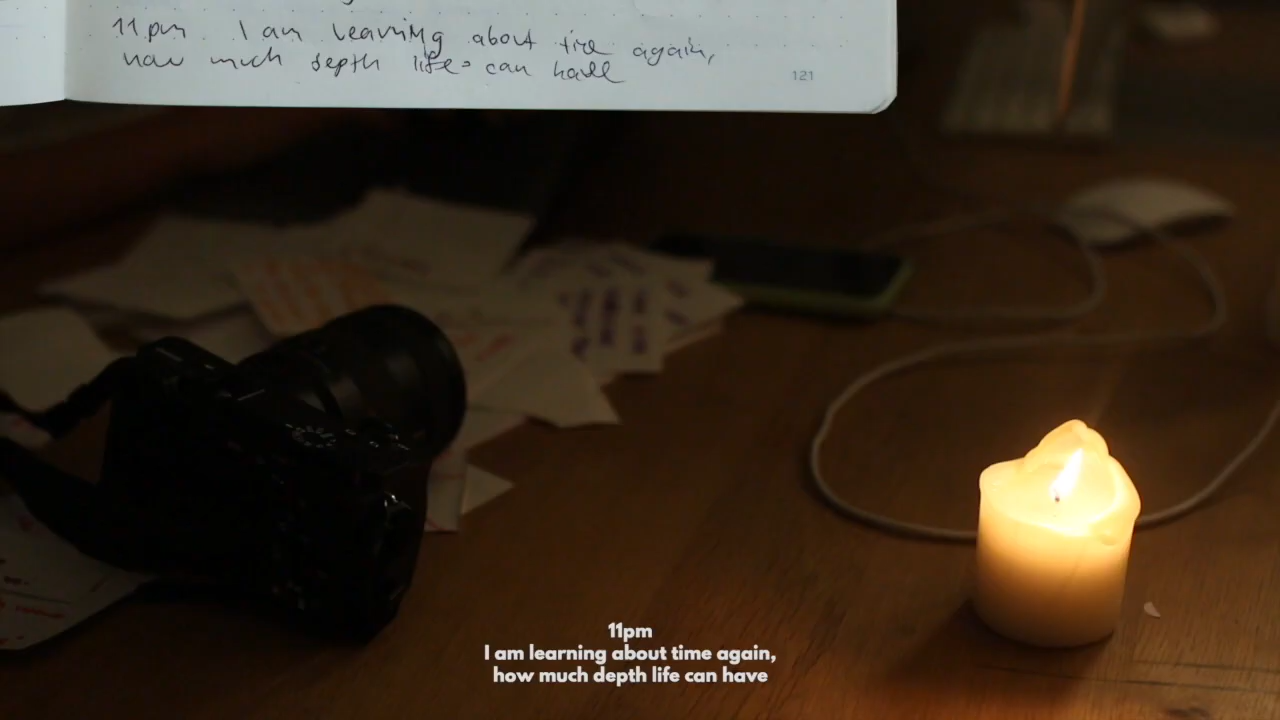 11pm I am learning about time again,
how much depth life can have
121
11pm
I am learning about time again,
how much depth life can have